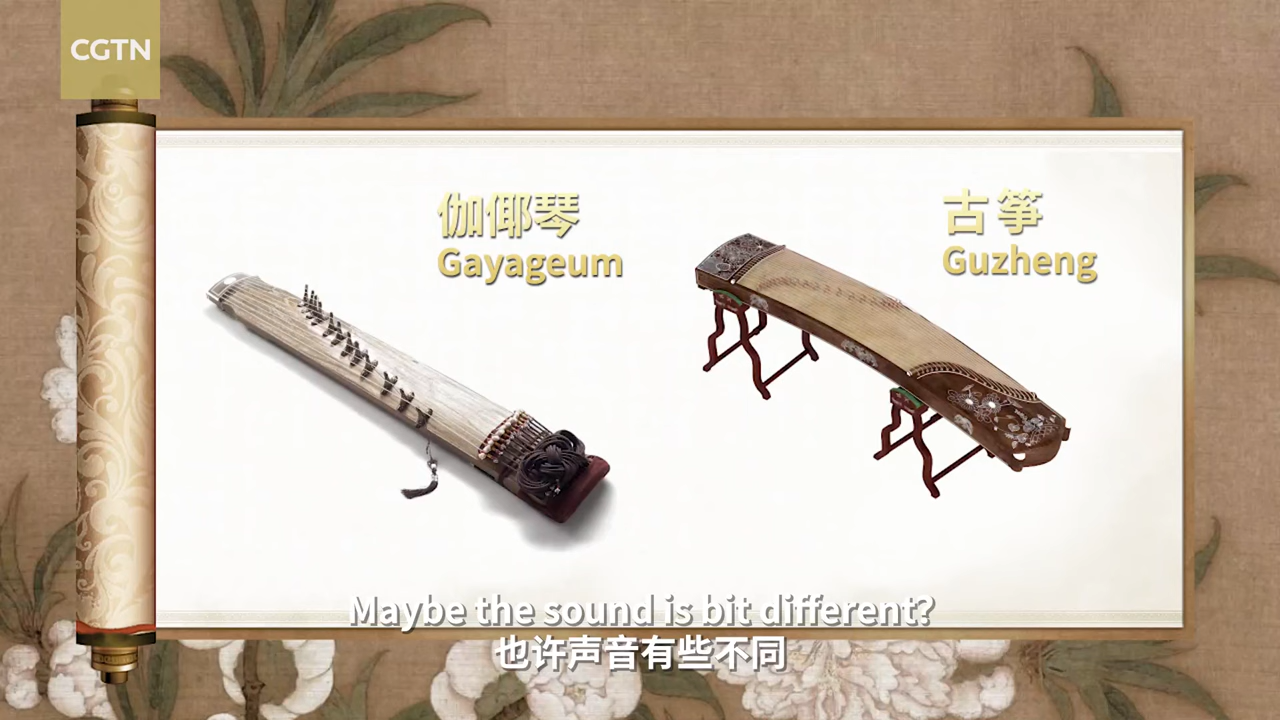 CGTN
伽倻琴
Gayageum
古筝
Guzheng
Maybe the sound is bit different?
也许声音有些不同